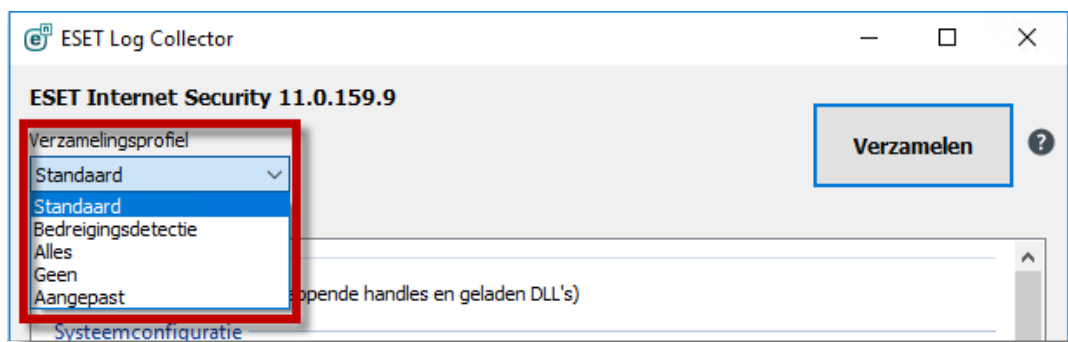 ESET Log Collector
ESET Internet Security 11.0.159.9
Verzamelingsprofiel
Verzamelen
Standaard
Standaard
Bedreigingsdetectie
Alles
Geen
Aangepast
handles en geladen DLL's)
Systeemconfiguratie